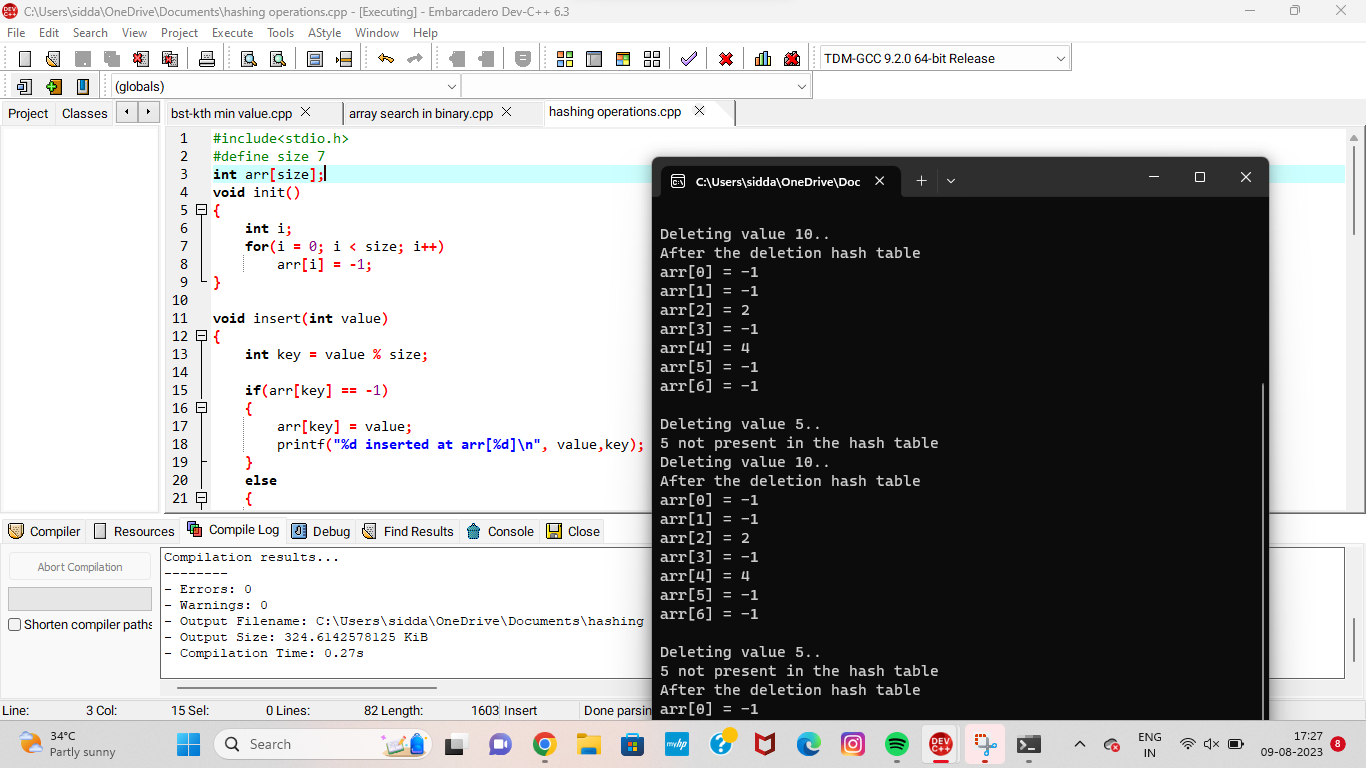 C:\Users\sidda\OneDrive\Documents\hashing operations.cpp - [Executing] - Embarcadero Dev-C++ 6.3
File Edit Search View Project Execute Tools AStyle Window Help
TDM-GCC 9.2.0 64-bit Release
(globals)
Project Classes bst-kth min value.cpp array search in binary.cpp hashing operations.cpp
1 #include<stdio.h>
2 #define size 7
3 int arr[size];
4 void init()
5 {
6 int i;
7 for(i = 0; i < size; i++)
8 arr[i] = -1;
9 }
10
11 void insert(int value)
12 {
13 int key = value % size;
14
15 if(arr[key] == -1)
16 {
17 arr[key] = value;
18 printf("%d inserted at arr[%d]\n", value,key);
19 }
20 else
21 {
C:\Users\sidda\OneDrive\Doc
Deleting value 10..
After the deletion hash table
arr[0] = -1
arr[1] = -1
arr[2] = 2
arr[3] = -1
arr[4] = 4
arr[5] = -1
arr[6] = -1
Deleting value 5..
5 not present in the hash table
Deleting value 10..
After the deletion hash table
arr[0] = -1
arr[1] = -1
arr[2] = 2
arr[3] = -1
arr[4] = 4
arr[5] = -1
arr[6] = -1
Deleting value 5..
5 not present in the hash table
After the deletion hash table
arr[0] = -1
Compiler Resources Compile Log Debug Find Results Console Close
Abort Compilation
Shorten compiler paths
Compilation results...
--------
- Errors: 0
- Warnings: 0
- Output Filename: C:\Users\sidda\OneDrive\Documents\hashing
- Output Size: 324.6142578125 KiB
- Compilation Time: 0.27s
Line: 3 Col: 15 Sel: 0 Lines: 82 Length: 1603 Insert Done parsin
34°C
Partly sunny
Search
myhp
DEV
C++
ENG
IN
17:27
09-08-2023
8